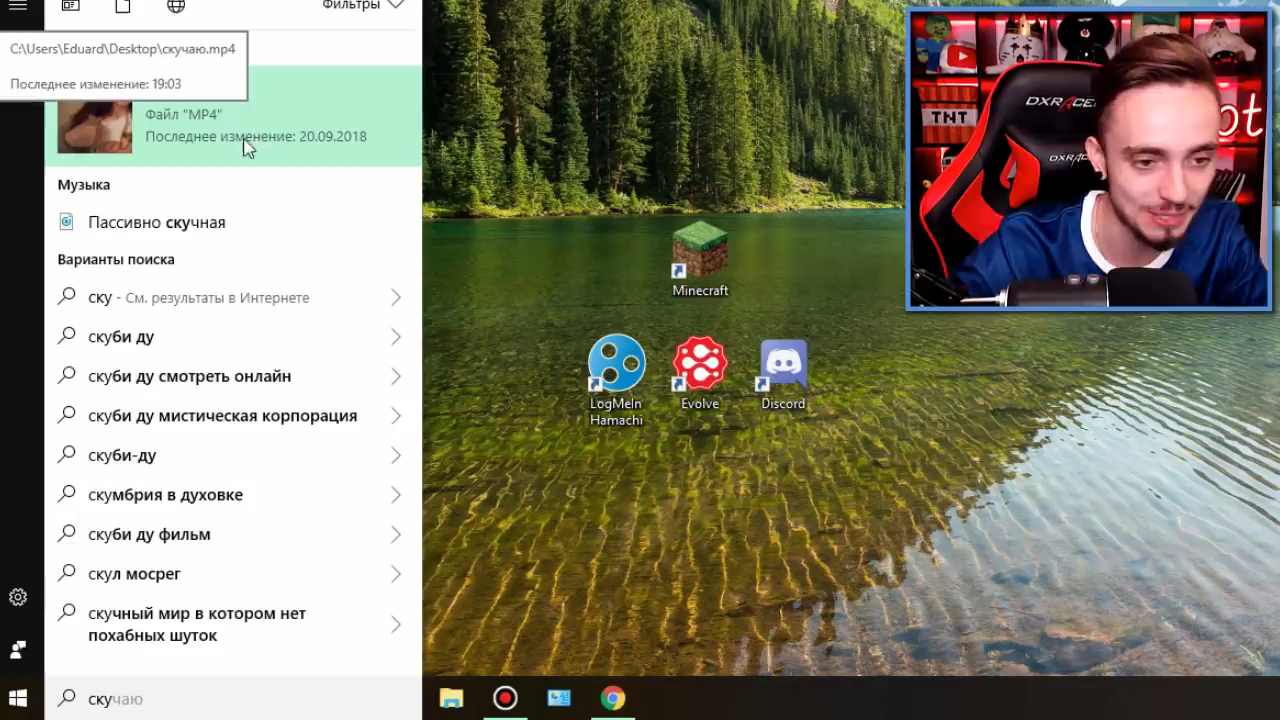 Фильтры
C:\Users\Eduard\Desktop\скучаю.mp4
Последнее изменение: 19:03
Файл "MP4"
Последнее изменение: 20.09.2018
Музыка
Пассивно скучная
Варианты поиска
ску - См. результаты в Интернете
скуби ду
скуби ду смотреть онлайн
скуби ду мистическая корпорация
скуби-ду
скумбрия в духовке
скуби ду фильм
скул мосрег
скучный мир в котором нет
похабных шуток
скучаю
Minecraft
LogMeIn
Hamachi
Evolve
Discord
DXRACER
TNT
DXRA
ot